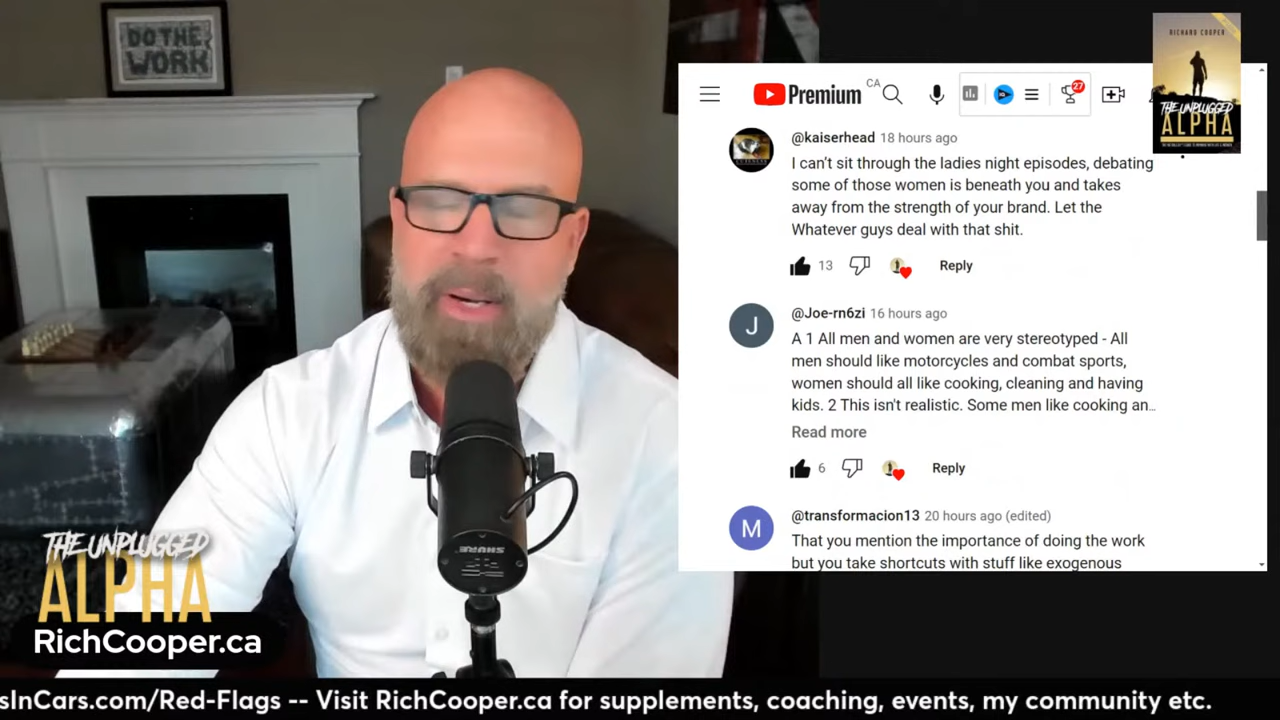 DO THE
WORK
Premium
CA
27
RICHARD COOPER
THE UNPLUGGED
ALPHA
@kaiserhead 18 hours ago
I can't sit through the ladies night episodes, debating
some of those women is beneath you and takes
away from the strength of your brand. Let the
Whatever guys deal with that shit.
13
Reply
J
@Joe-rn6zi 16 hours ago
A 1 All men and women are very stereotyped - All
men should like motorcycles and combat sports,
women should all like cooking, cleaning and having
kids. 2 This isn't realistic. Some men like cooking an…
Read more
6
Reply
M
@transformacion13 20 hours ago (edited)
That you mention the importance of doing the work
but you take shortcuts with stuff like exogenous
SHURE
THE UNPLUGGED
ALPHA
RichCooper.ca
sInCars.com/Red-Flags -- Visit RichCooper.ca for supplements, coaching, events, my community etc.